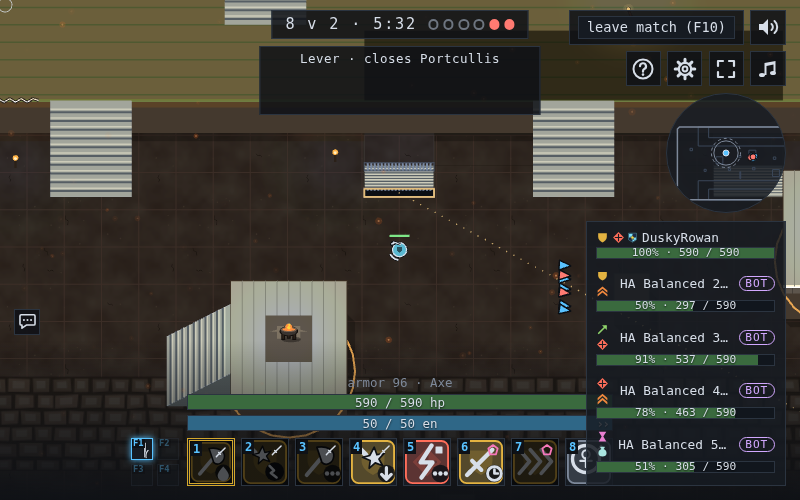 8 v 2 · 5:32
leave match (F10)
Lever · closes Portcullis
DuskyRowan
100% · 590 / 590
HA Balanced 2… BOT
50% · 297 / 590
HA Balanced 3… BOT
91% · 537 / 590
HA Balanced 4… BOT
78% · 463 / 590
HA Balanced 5… BOT
51% · 305 / 590
armor 96 · Axe
590 / 590 hp
50 / 50 en
F1 F2
F3 F4
1 2 3 4 5 6 7 8